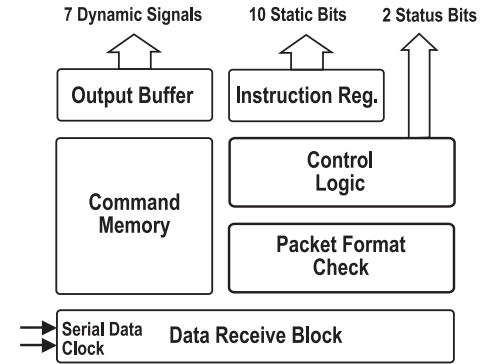 7 Dynamic Signals
10 Static Bits
2 Status Bits
Output Buffer
Instruction Reg.
Command
Memory
Control
Logic
Packet Format
Check
Serial Data
Clock
Data Receive Block